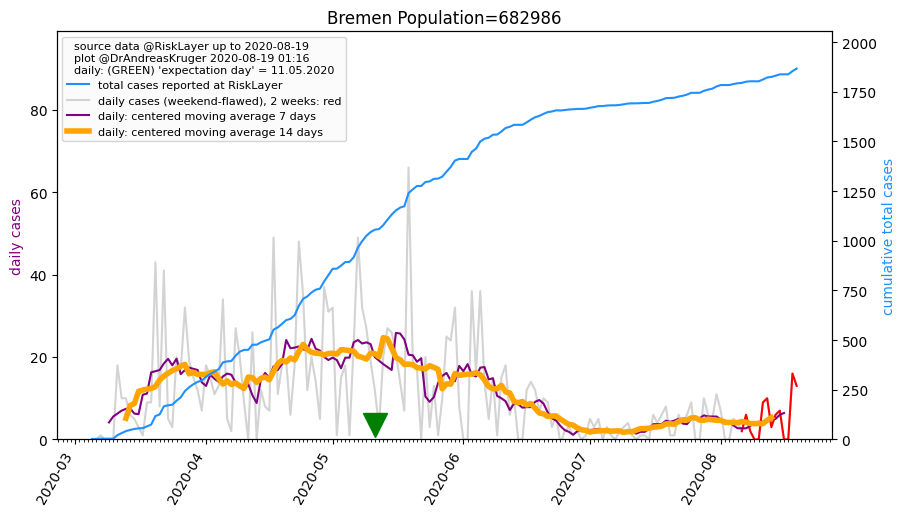 Bremen Population=682986
source data @RiskLayer up to 2020-08-19
plot @DrAndreasKruger 2020-08-19 01:16
daily: (GREEN) 'expectation day' = 11.05.2020
total cases reported at RiskLayer
daily cases (weekend-flawed), 2 weeks: red
daily: centered moving average 7 days
daily: centered moving average 14 days
daily cases
80
60
40
20
0
cumulative total cases
2000
1750
1500
1250
1000
750
500
250
0
2020-03
2020-04
2020-05
2020-06
2020-07
2020-08